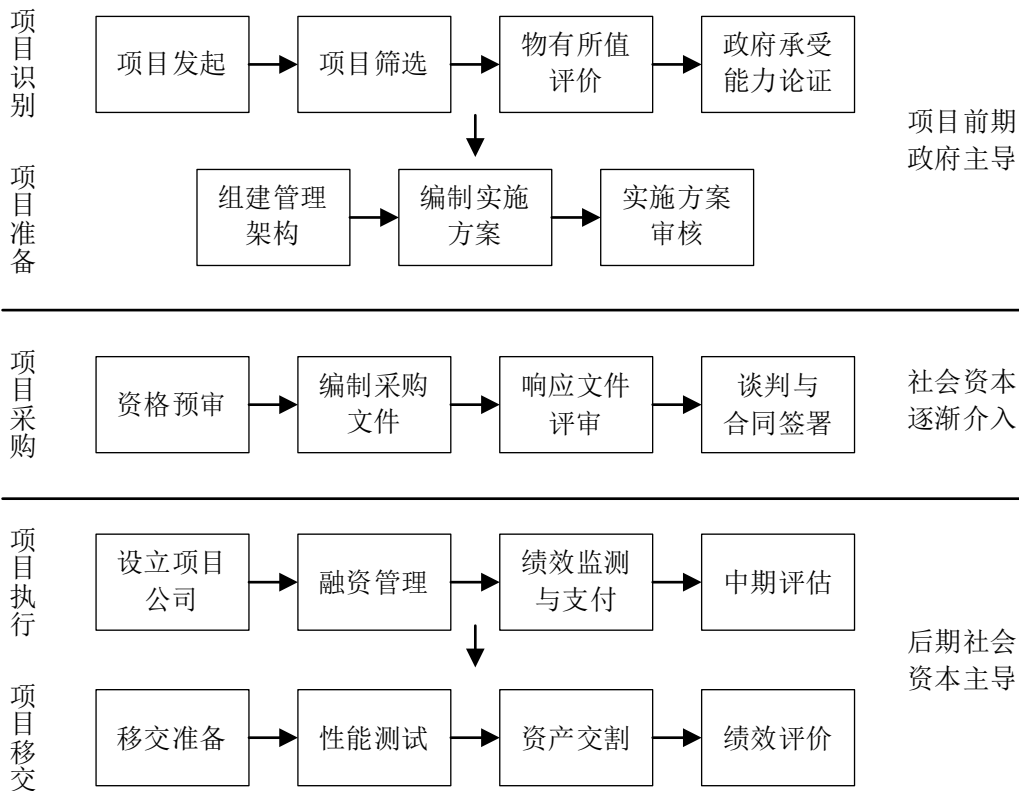 项目识别
项目发起
项目筛选
物有所值
评价
政府承受
能力论证
项目前期
政府主导
项目准备
组建管理
架构
编制实施
方案
实施方案
审核
项目采购
资格预审
编制采购
文件
响应文件
评审
谈判与
合同签署
社会资本
逐渐介入
项目执行
设立项目
公司
融资管理
绩效监测
与支付
中期评估
后期社会
资本主导
项目移交
移交准备
性能测试
资产交割
绩效评价